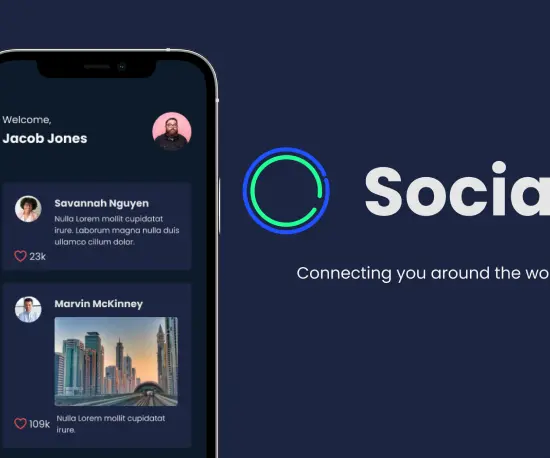 Welcome,
Jacob Jones
Savannah Nguyen
Nulla Lorem mollit cupidatat
irure. Laborum magna nulla duis
ullamco cillum dolar.
23k
Marvin McKinney
109k
Nulla Lorem mollit cupidatat
irure.
Socia
Connecting you around the wo